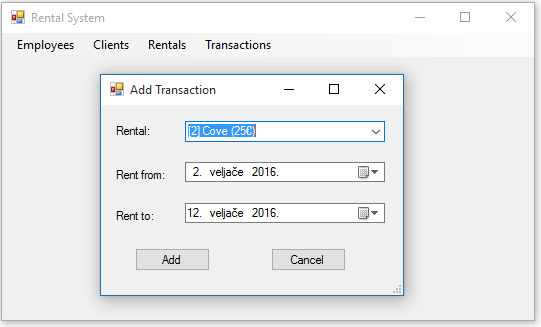 Rental System
Employees Clients Rentals Transactions
Add Transaction
Rental: [2] Cove (25€)
Rent from: 2. veljače 2016.
Rent to: 12. veljače 2016.
Add Cancel